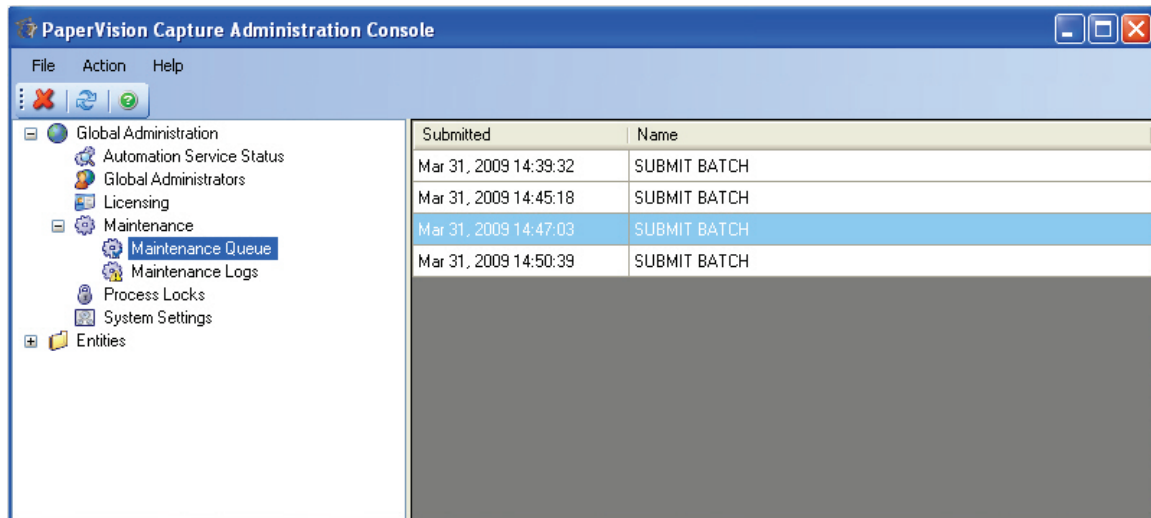 PaperVision Capture Administration Console
File Action Help
Global Administration
Automation Service Status
Global Administrators
Licensing
Maintenance
Maintenance Queue
Maintenance Logs
Process Locks
System Settings
Entities
Submitted Name
Mar 31, 2009 14:39:32 SUBMIT BATCH
Mar 31, 2009 14:45:18 SUBMIT BATCH
Mar 31, 2009 14:47:03 SUBMIT BATCH
Mar 31, 2009 14:50:39 SUBMIT BATCH